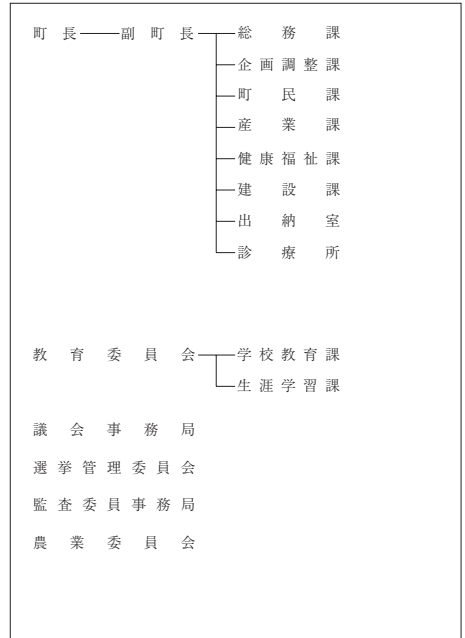 町長 副町長 総務課
企画調整課
町民課
産業課
健康福祉課
建設課
出納室
診療所
教育委員会 学校教育課
生涯学習課
議会事務局
選挙管理委員会
監査委員事務局
農業委員会